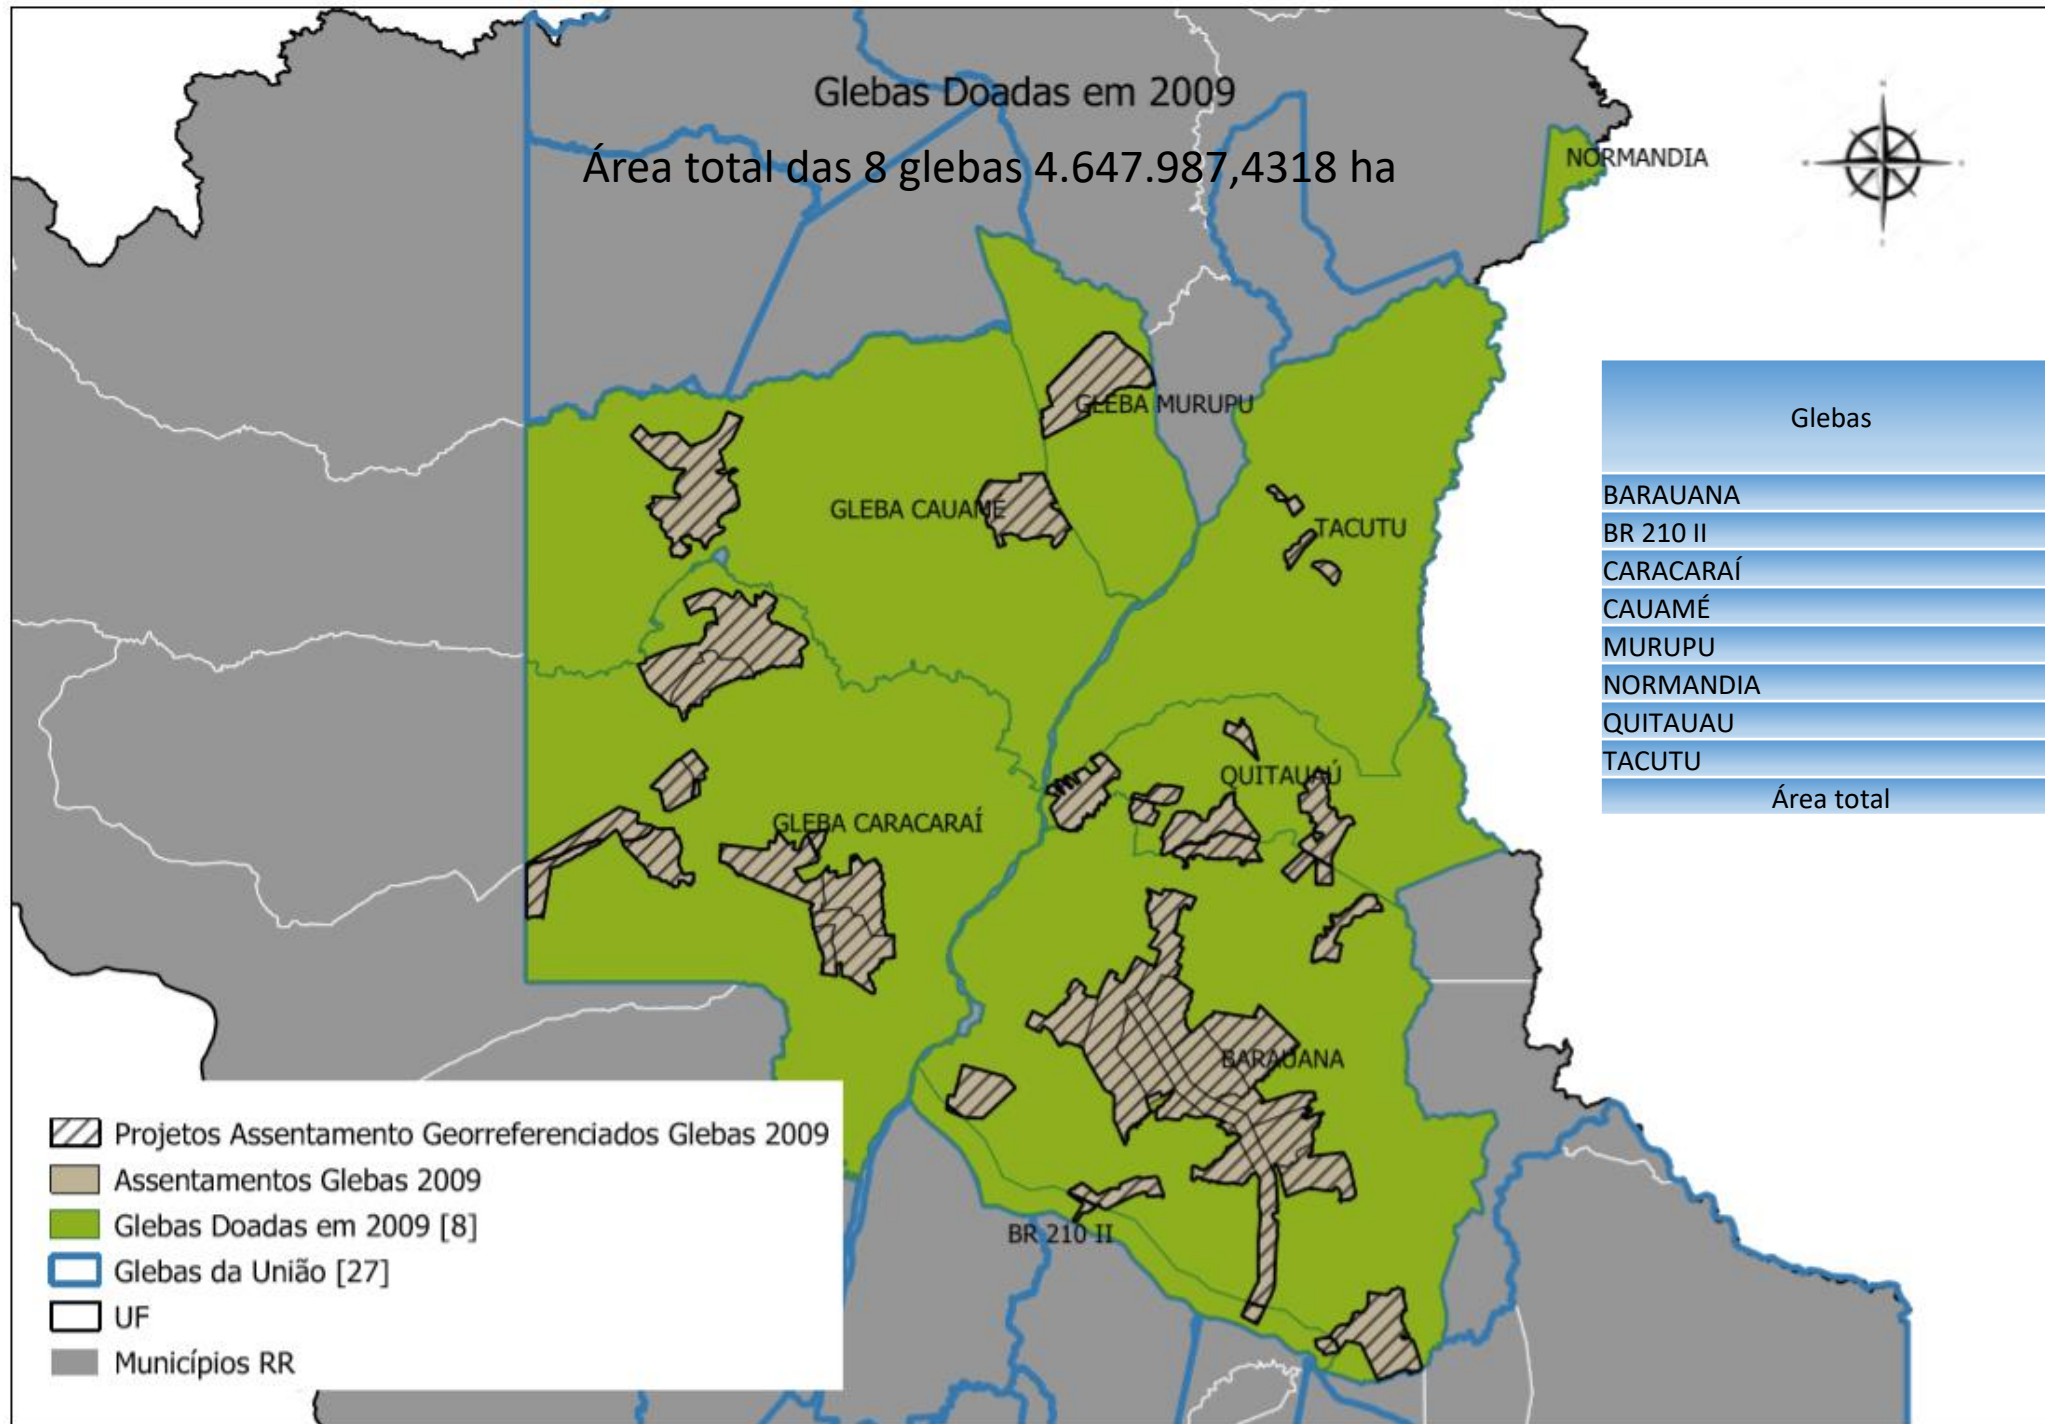 Glebas Doadas em 2009
Área total das 8 glebas 4.647.987,4318 ha
NORMANDIA
GLEBA MURUPU
GLEBA CAUAMÉ
TACUTU
QUITAUAÚ
GLEBA CARACARAÍ
BARAUANA
BR 210 II
Glebas
BARAUANA
BR 210 II
CARACARAÍ
CAUAMÉ
MURUPU
NORMANDIA
QUITAUAU
TACUTU
Área total
Projetos Assentamento Georreferenciados Glebas 2009
Assentamentos Glebas 2009
Glebas Doadas em 2009 [8]
Glebas da União [27]
UF
Municípios RR